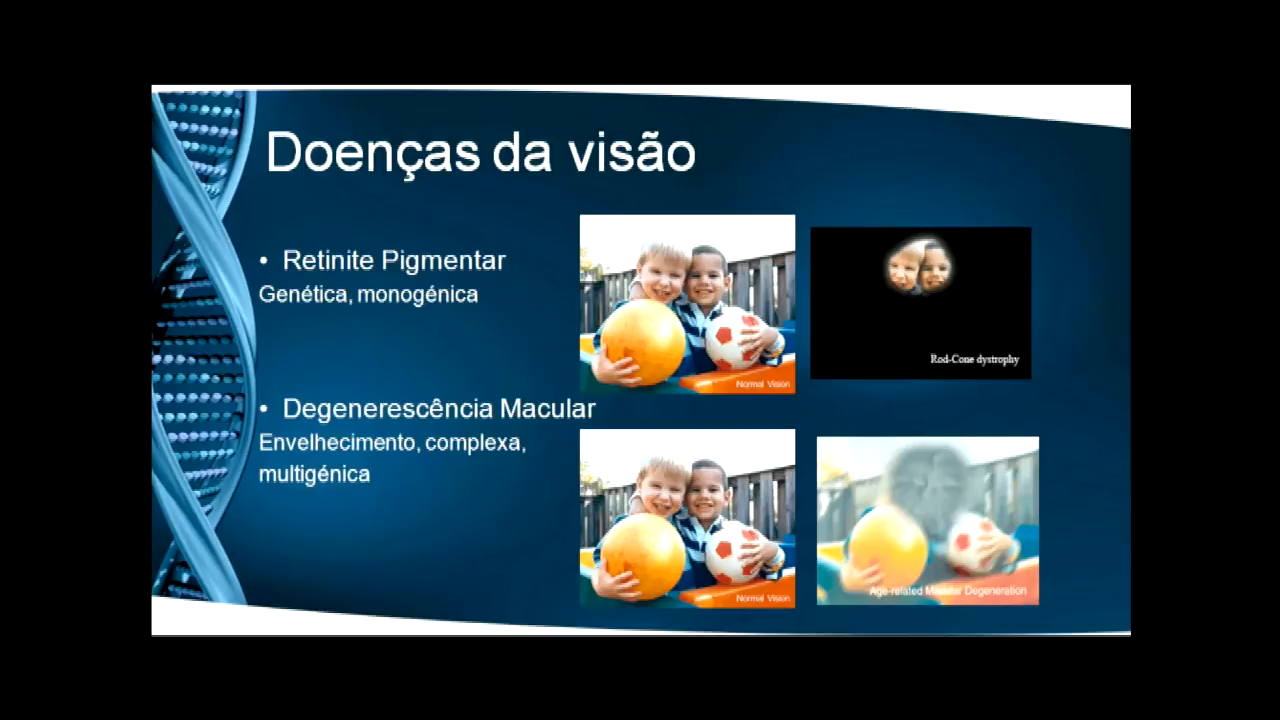 Doenças da visão
• Retinite Pigmentar
Genética, monogénica
Normal Vision
Rod-Cone dystrophy
• Degenerescência Macular
Envelhecimento, complexa,
multigénica
Normal Vision
Age-related Macular Degeneration